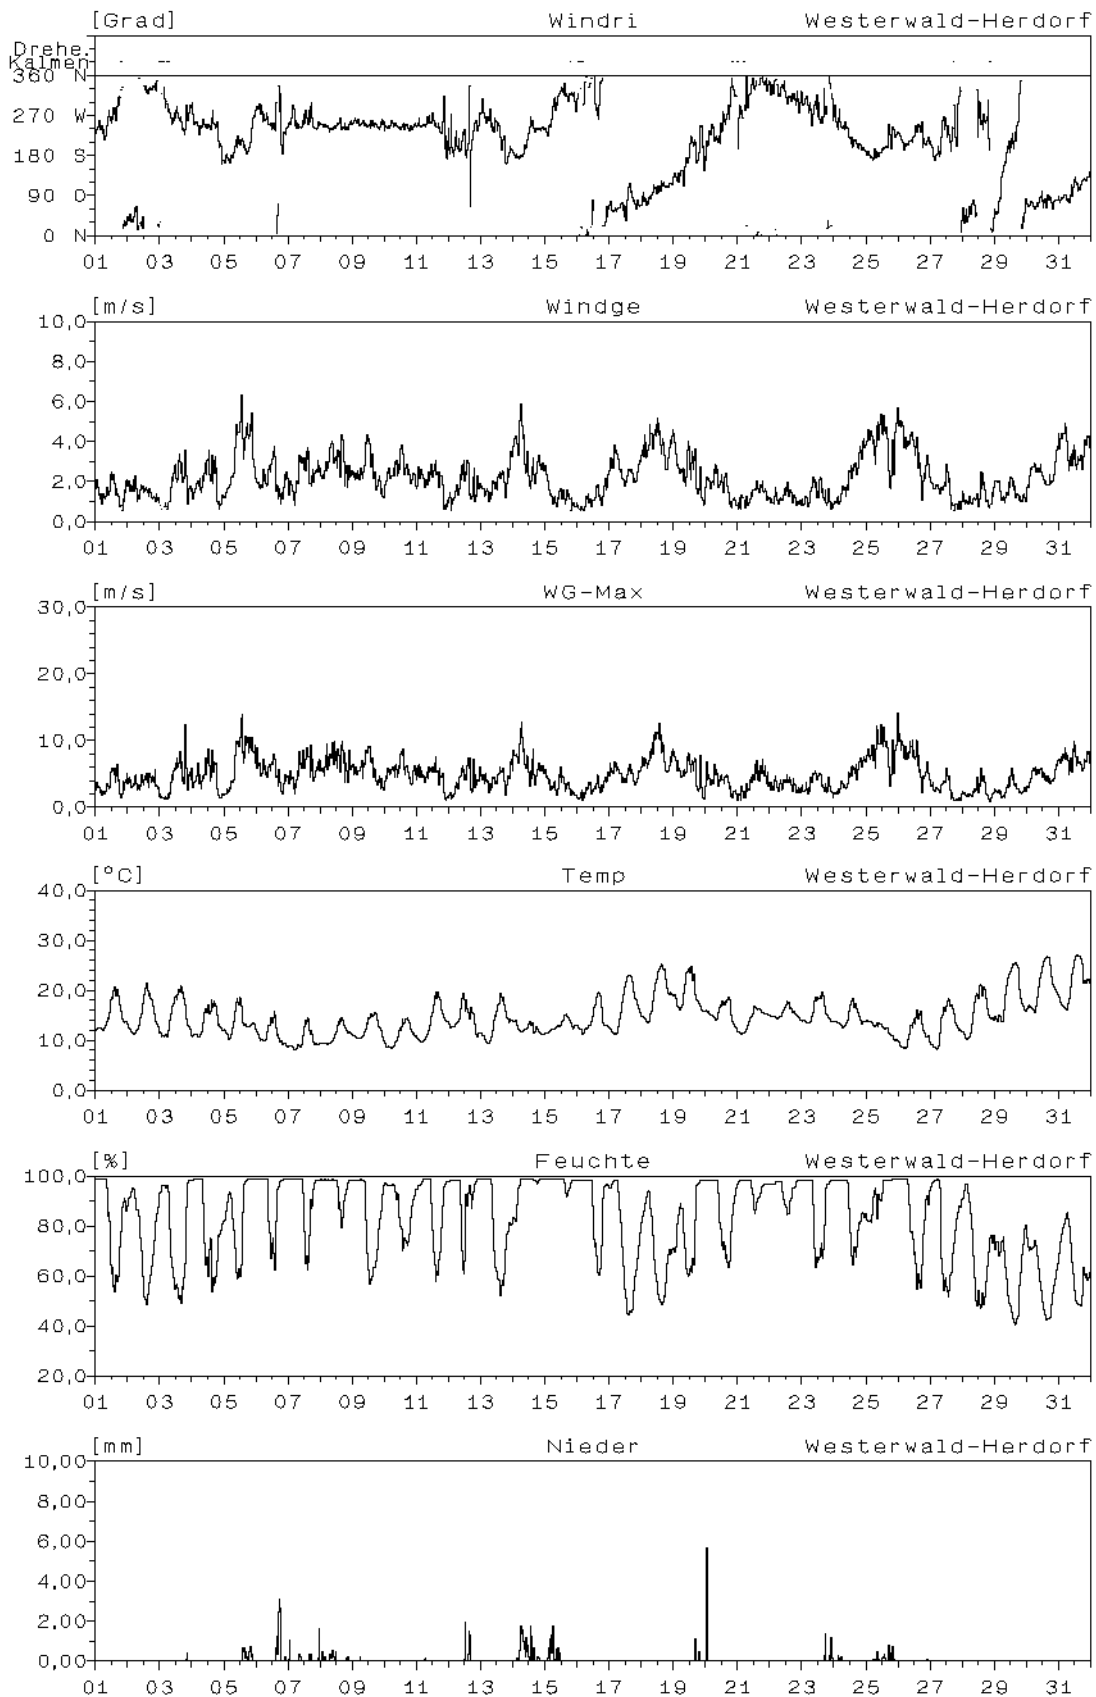 [Grad] Windri Westerwald-Herdorf
Drehe.
Kalmen
360 N
270 W
180 S
90 O
0 N
01 03 05 07 09 11 13 15 17 19 21 23 25 27 29 31
[m/s] Windge Westerwald-Herdorf
10,0
8,0
6,0
4,0
2,0
0,0
01 03 05 07 09 11 13 15 17 19 21 23 25 27 29 31
[m/s] WG-Max Westerwald-Herdorf
30,0
20,0
10,0
0,0
01 03 05 07 09 11 13 15 17 19 21 23 25 27 29 31
[°C] Temp Westerwald-Herdorf
40,0
30,0
20,0
10,0
0,0
01 03 05 07 09 11 13 15 17 19 21 23 25 27 29 31
[%] Feuchte Westerwald-Herdorf
100,0
80,0
60,0
40,0
20,0
01 03 05 07 09 11 13 15 17 19 21 23 25 27 29 31
[mm] Nieder Westerwald-Herdorf
10,00
8,00
6,00
4,00
2,00
0,00
01 03 05 07 09 11 13 15 17 19 21 23 25 27 29 31